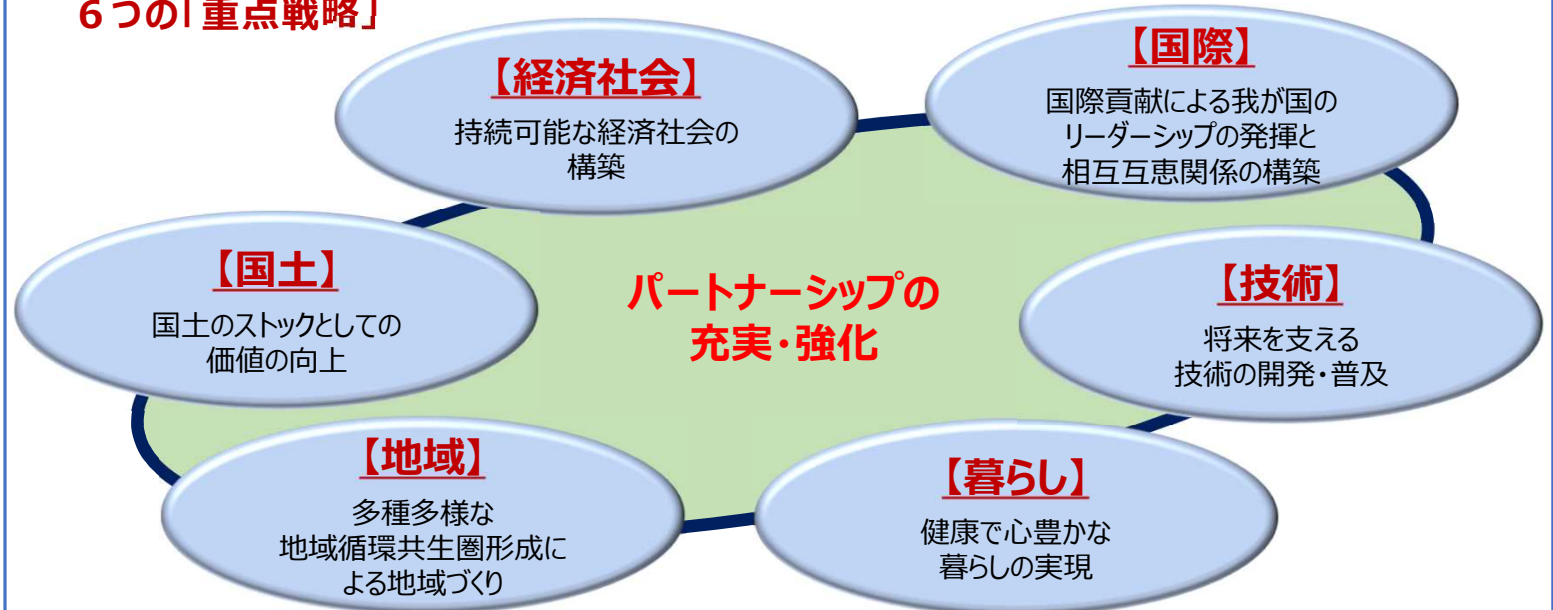 6つの「重点戦略」
【経済社会】
持続可能な経済社会の
構築
【国際】
国際貢献による我が国の
リーダーシップの発揮と
相互互恵関係の構築
【国土】
国土のストックとしての
価値の向上
パートナーシップの
充実・強化
【技術】
将来を支える
技術の開発・普及
【地域】
多種多様な
地域循環共生圏形成に
よる地域づくり
【暮らし】
健康で心豊かな
暮らしの実現